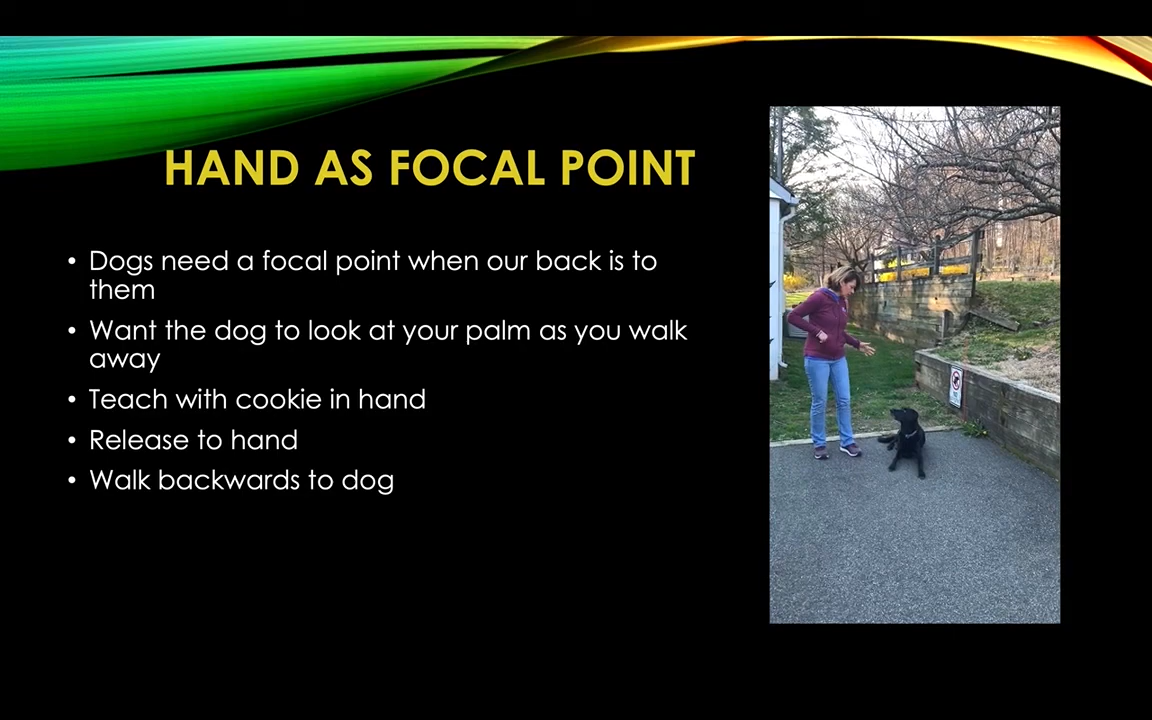 HAND AS FOCAL POINT
• Dogs need a focal point when our back is to
them
• Want the dog to look at your palm as you walk
away
• Teach with cookie in hand
• Release to hand
• Walk backwards to dog
NO